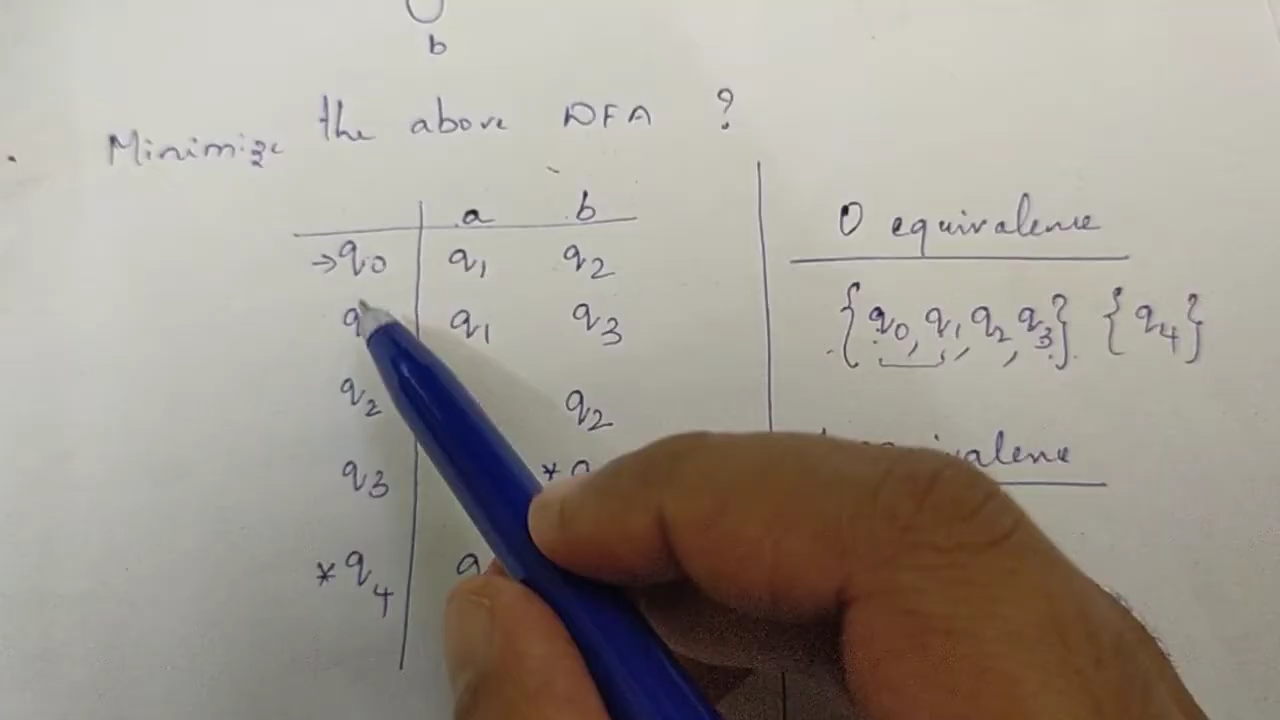 b
Minimize the above DFA ?
a b
→q0 q1 q2
q q1 q3
q2 q2
q3 *
*q4
0 equivalence
{q0, q1, q2, q3} {q4}